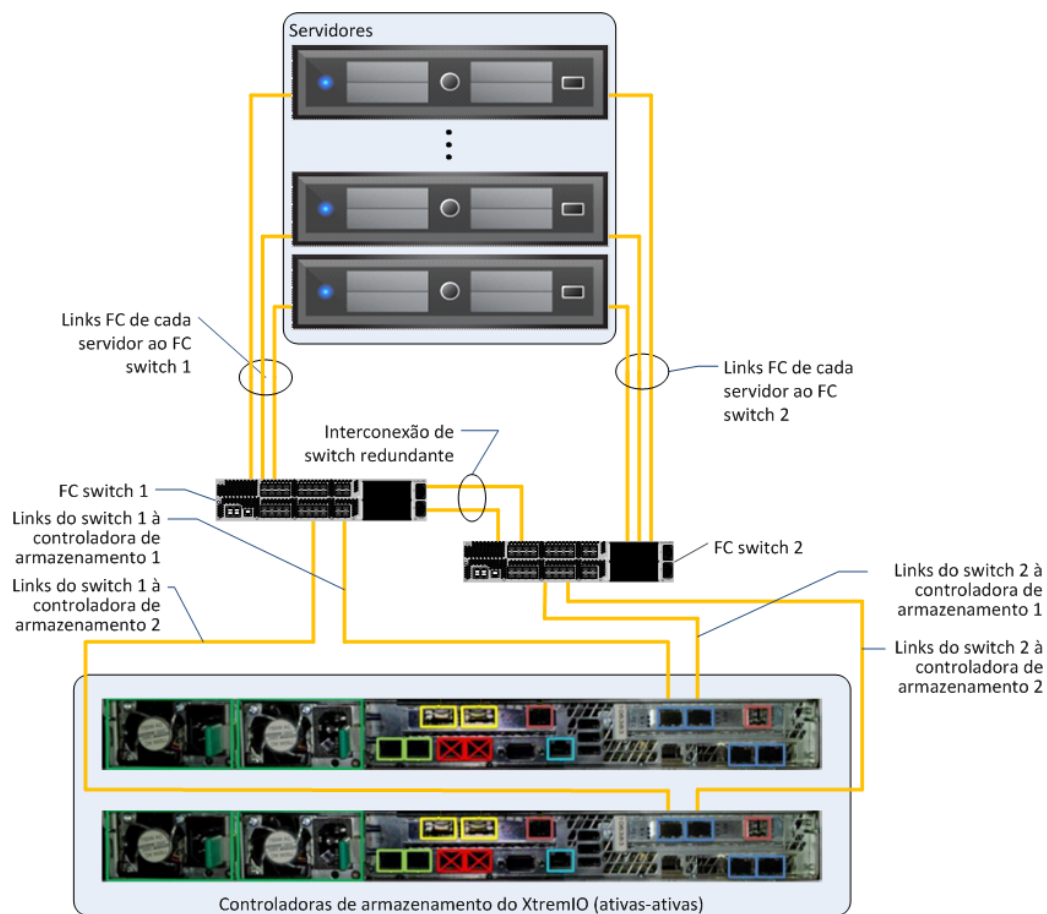 Servidores
Links FC de cada
servidor ao FC
switch 1
Links FC de cada
servidor ao FC
switch 2
Interconexão de
switch redundante
FC switch 1
Links do switch 1 à
controladora de
armazenamento 1
Links do switch 1 à
controladora de
armazenamento 2
FC switch 2
Links do switch 2 à
controladora de
armazenamento 1
Links do switch 2 à
controladora de
armazenamento 2
Controladoras de armazenamento do XtremIO (ativas-ativas)